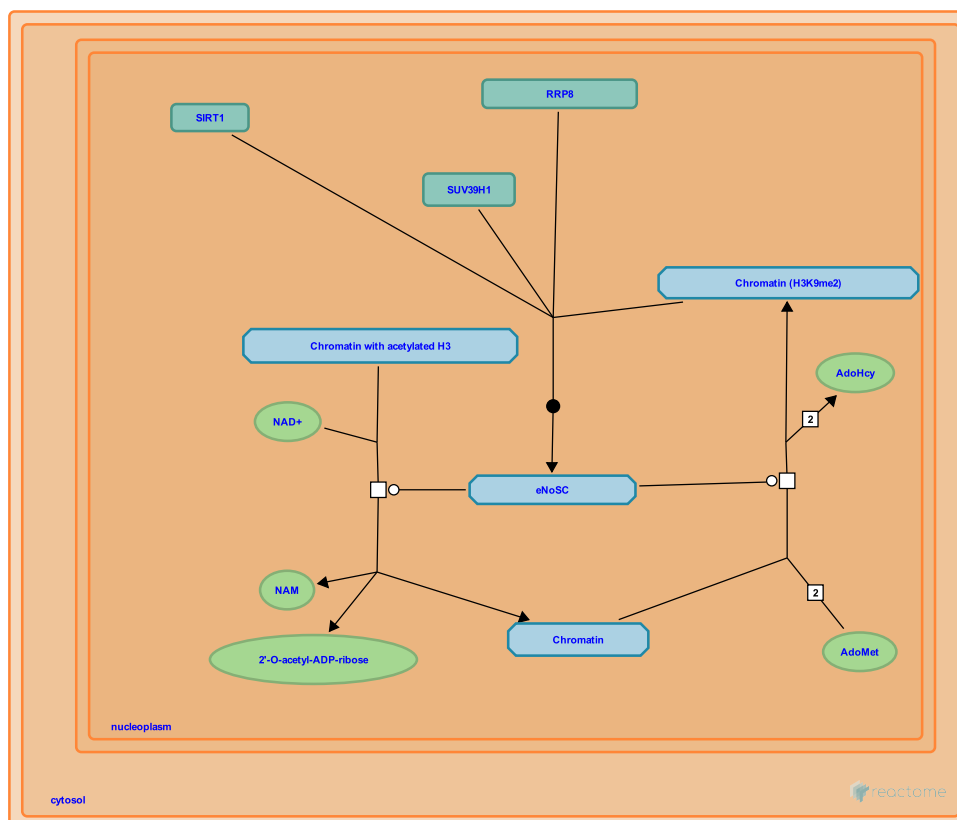 RRP8
SIRT1
SUV39H1
Chromatin (H3K9me2)
Chromatin with acetylated H3
AdoHcy
NAD+
2
eNoSC
NAM
2
Chromatin
2'-O-acetyl-ADP-ribose
AdoMet
nucleoplasm
cytosol
reactome